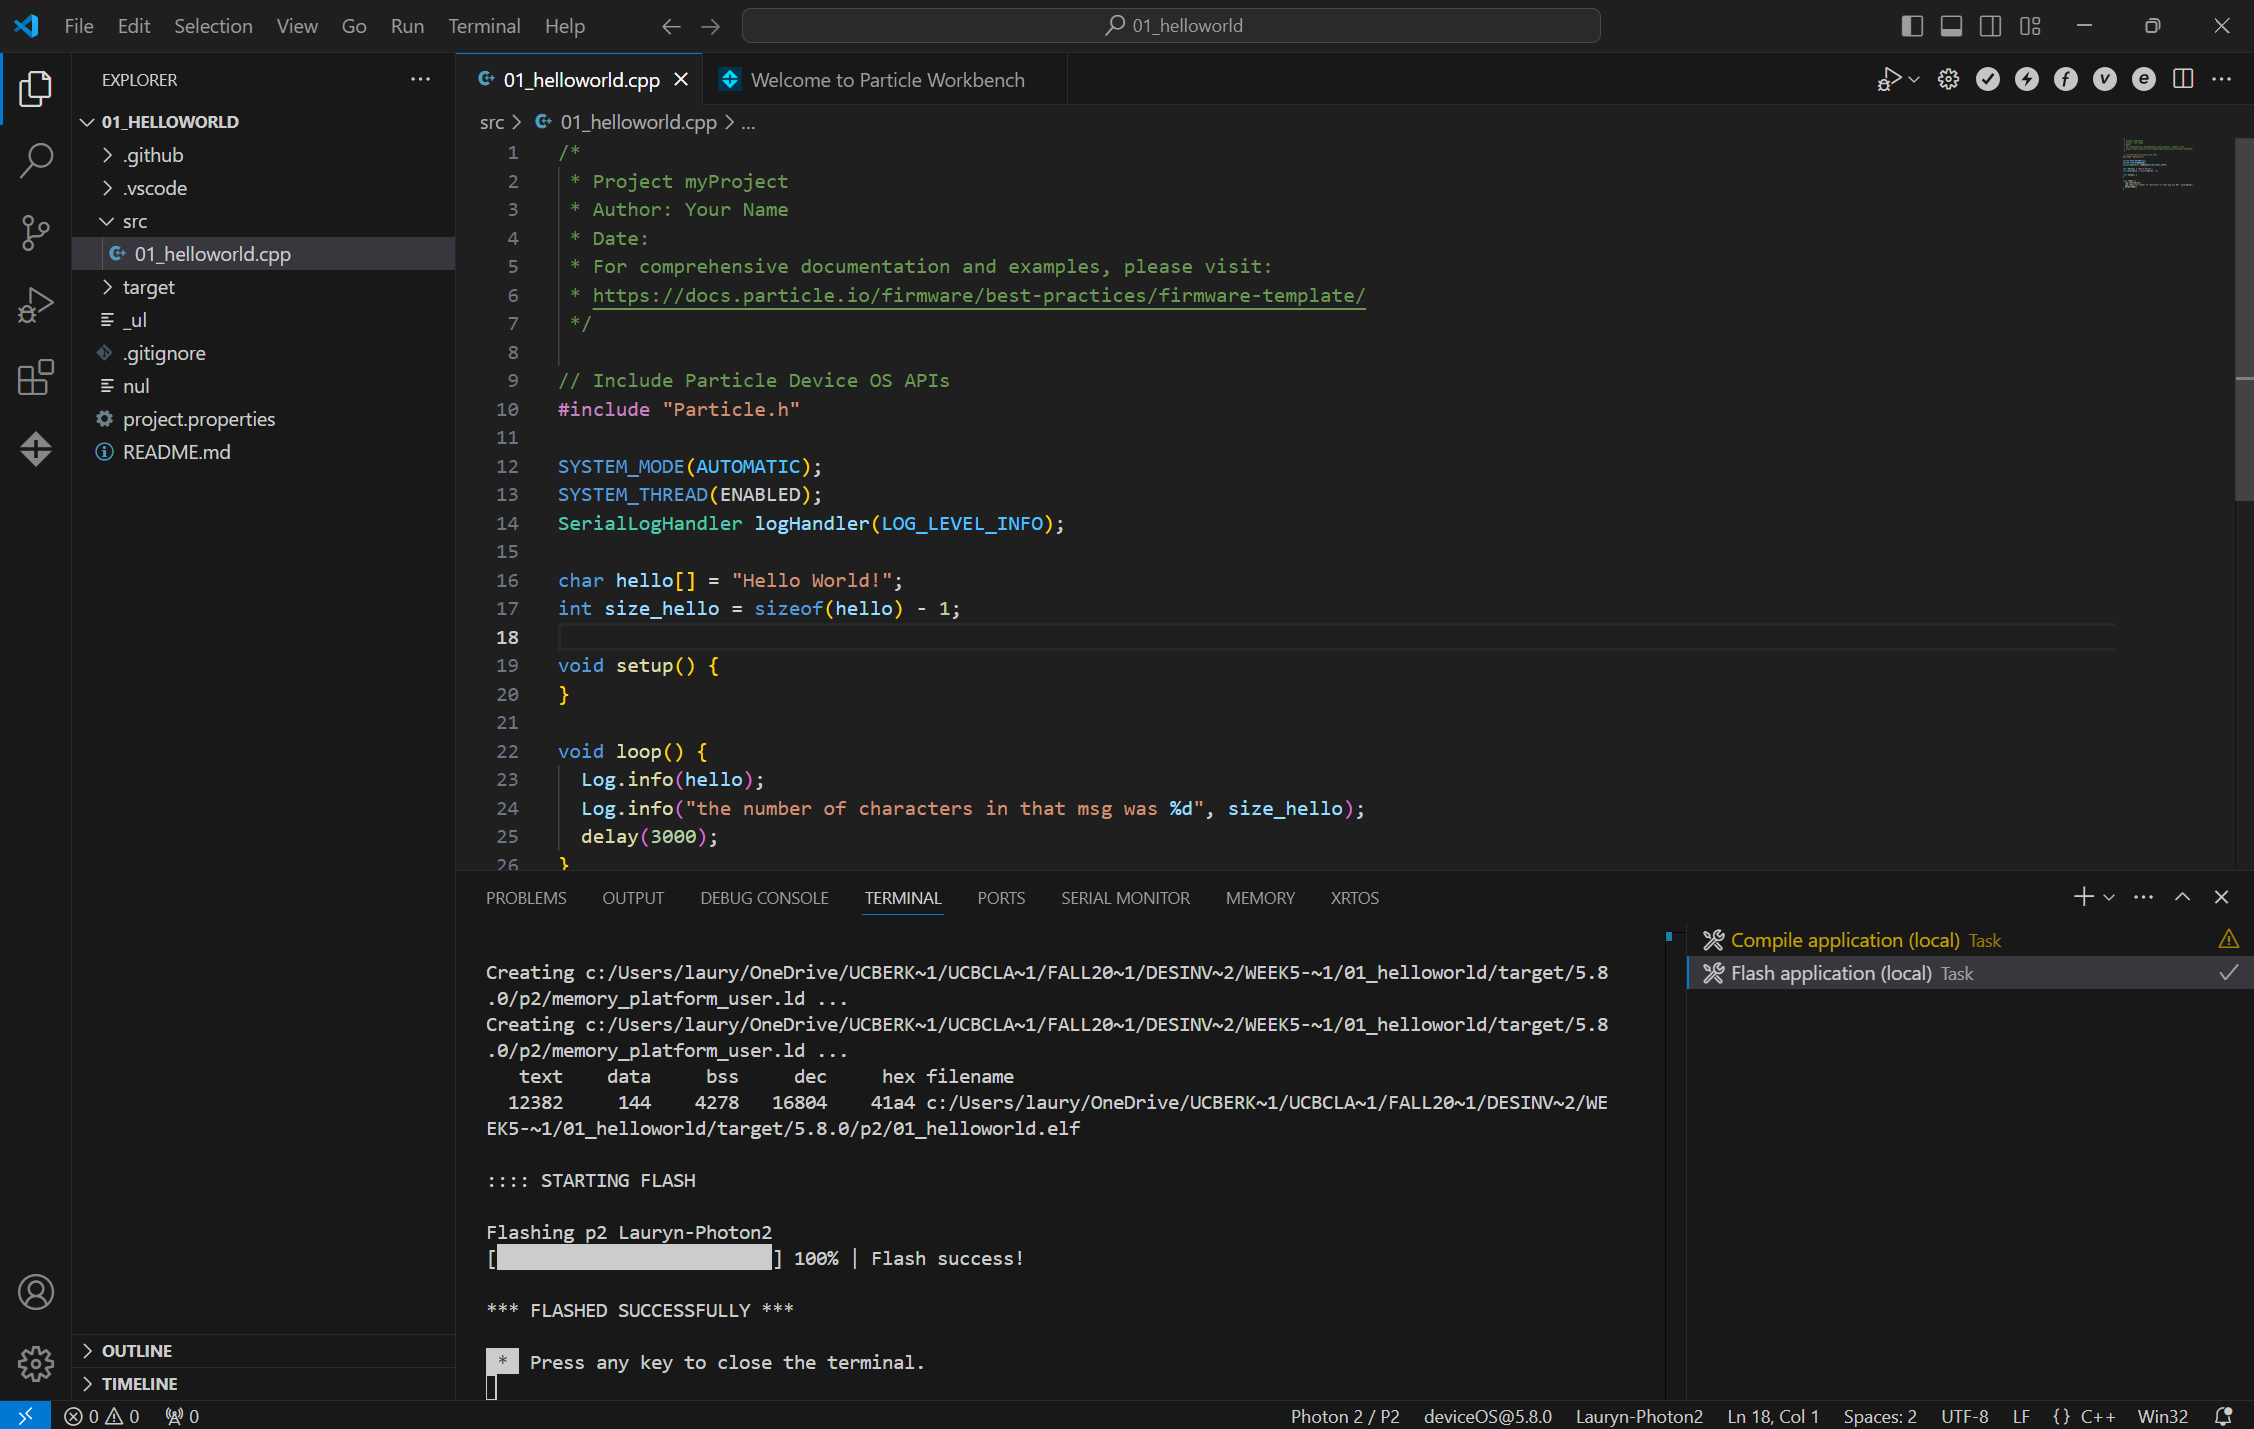 File Edit Selection View Go Run Terminal Help
01_helloworld
EXPLORER
01_HELLOWORLD
.github
.vscode
src
01_helloworld.cpp
target
_ul
.gitignore
nul
project.properties
README.md
OUTLINE
TIMELINE
01_helloworld.cpp
Welcome to Particle Workbench
src > 01_helloworld.cpp > ...
1 /*
2  * Project myProject
3  * Author: Your Name
4  * Date:
5  * For comprehensive documentation and examples, please visit:
6  * https://docs.particle.io/firmware/best-practices/firmware-template/
7  */
8
9 // Include Particle Device OS APIs
10 #include "Particle.h"
11
12 SYSTEM_MODE(AUTOMATIC);
13 SYSTEM_THREAD(ENABLED);
14 SerialLogHandler logHandler(LOG_LEVEL_INFO);
15
16 char hello[] = "Hello World!";
17 int size_hello = sizeof(hello) - 1;
18
19 void setup() {
20 }
21
22 void loop() {
23   Log.info(hello);
24   Log.info("the number of characters in that msg was %d", size_hello);
25   delay(3000);
26 }
PROBLEMS OUTPUT DEBUG CONSOLE TERMINAL PORTS SERIAL MONITOR MEMORY XRTOS
Creating c:/Users/laury/OneDrive/UCBERK~1/UCBCLA~1/FALL20~1/DESINV~2/WEEK5-~1/01_helloworld/target/5.8
.0/p2/memory_platform_user.ld ...
Creating c:/Users/laury/OneDrive/UCBERK~1/UCBCLA~1/FALL20~1/DESINV~2/WEEK5-~1/01_helloworld/target/5.8
.0/p2/memory_platform_user.ld ...
text data bss dec hex filename
12382 144 4278 16804 41a4 c:/Users/laury/OneDrive/UCBERK~1/UCBCLA~1/FALL20~1/DESINV~2/WE
EK5-~1/01_helloworld/target/5.8.0/p2/01_helloworld.elf
:::: STARTING FLASH
Flashing p2 Lauryn-Photon2
[ ] 100% | Flash success!
*** FLASHED SUCCESSFULLY ***
* Press any key to close the terminal.
Compile application (local) Task
Flash application (local) Task
0 0 0
Photon 2 / P2 deviceOS@5.8.0 Lauryn-Photon2 Ln 18, Col 1 Spaces: 2 UTF-8 LF {} C++ Win32